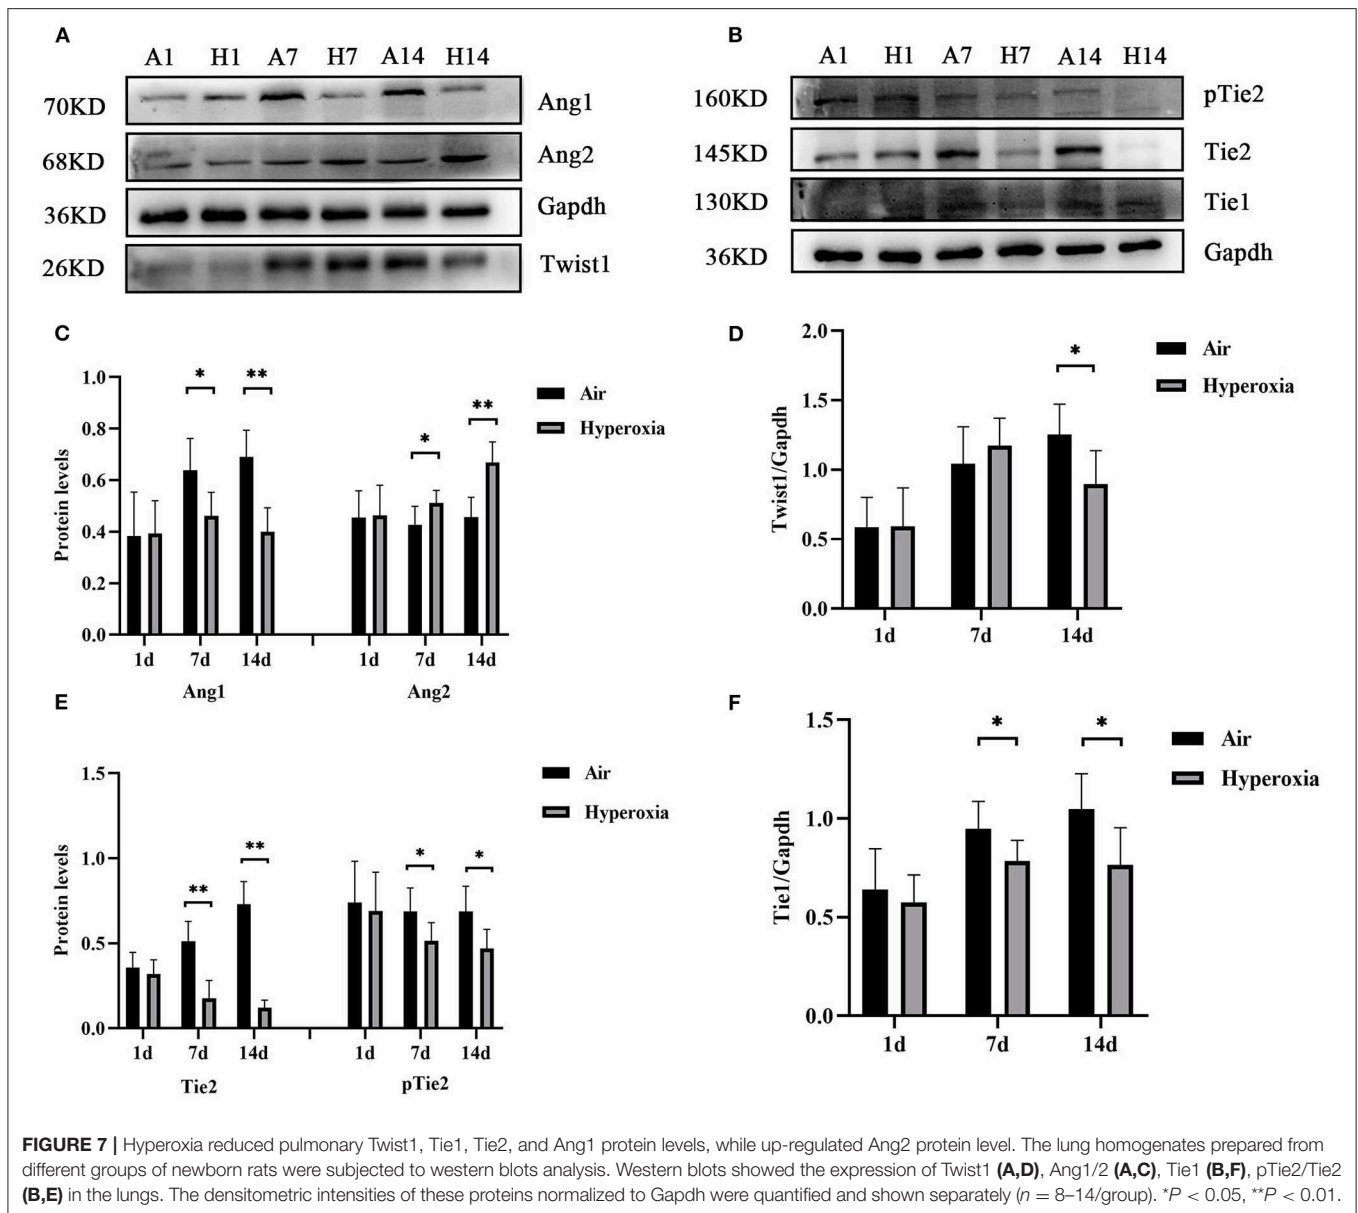 A
A1 H1 A7 H7 A14 H14
70KD Ang1
68KD Ang2
36KD Gapdh
26KD Twist1
B
A1 H1 A7 H7 A14 H14
160KD pTie2
145KD Tie2
130KD Tie1
36KD Gapdh
C
Protein levels
1.0
0.8
0.6
0.4
0.2
0.0
* **
* **
Air
Hyperoxia
1d 7d 14d 1d 7d 14d
Ang1 Ang2
D
Twist1/Gapdh
2.0
1.5
1.0
0.5
0.0
*
Air
Hyperoxia
1d 7d 14d
E
Protein levels
1.5
1.0
0.5
0.0
** **
* *
Air
Hyperoxia
1d 7d 14d 1d 7d 14d
Tie2 pTie2
F
Tie1/Gapdh
1.5
1.0
0.5
0.0
* *
Air
Hyperoxia
1d 7d 14d
FIGURE 7 | Hyperoxia reduced pulmonary Twist1, Tie1, Tie2, and Ang1 protein levels, while up-regulated Ang2 protein level. The lung homogenates prepared from
different groups of newborn rats were subjected to western blots analysis. Western blots showed the expression of Twist1 (A,D), Ang1/2 (A,C), Tie1 (B,F), pTie2/Tie2
(B,E) in the lungs. The densitometric intensities of these proteins normalized to Gapdh were quantified and shown separately (n = 8–14/group). *P < 0.05, **P < 0.01.